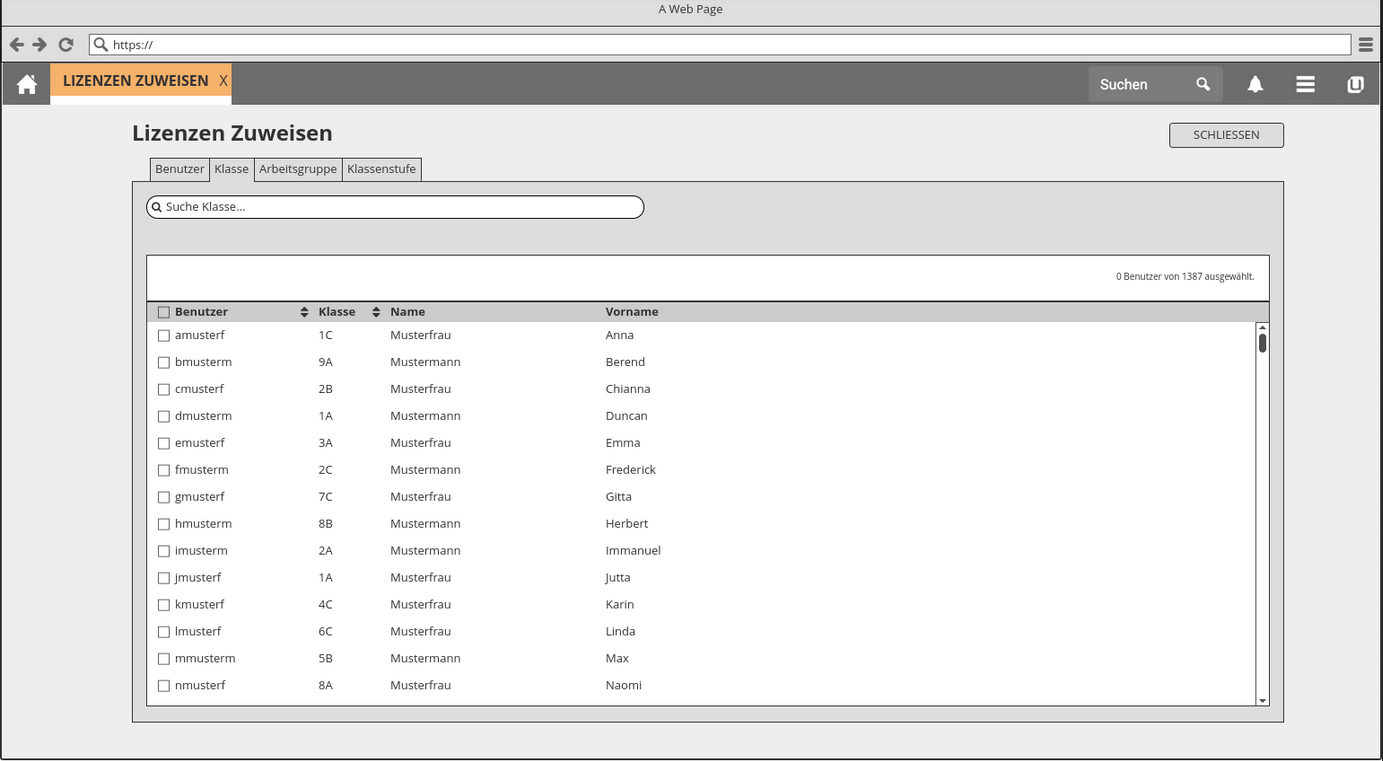 A Web Page
https://
LIZENZEN ZUWEISEN X
Suchen
Lizenzen Zuweisen
SCHLIESSEN
Benutzer Klasse Arbeitsgruppe Klassenstufe
Suche Klasse...
0 Benutzer von 1387 ausgewählt.
Benutzer Klasse Name Vorname
amusterf 1C Musterfrau Anna
bmusterm 9A Mustermann Berend
cmusterf 2B Musterfrau Chianna
dmusterm 1A Mustermann Duncan
emusterf 3A Musterfrau Emma
fmusterm 2C Mustermann Frederick
gmusterf 7C Musterfrau Gitta
hmusterm 8B Mustermann Herbert
imusterm 2A Mustermann Immanuel
jmusterf 1A Musterfrau Jutta
kmusterf 4C Musterfrau Karin
lmusterf 6C Musterfrau Linda
mmusterm 5B Mustermann Max
nmusterf 8A Musterfrau Naomi